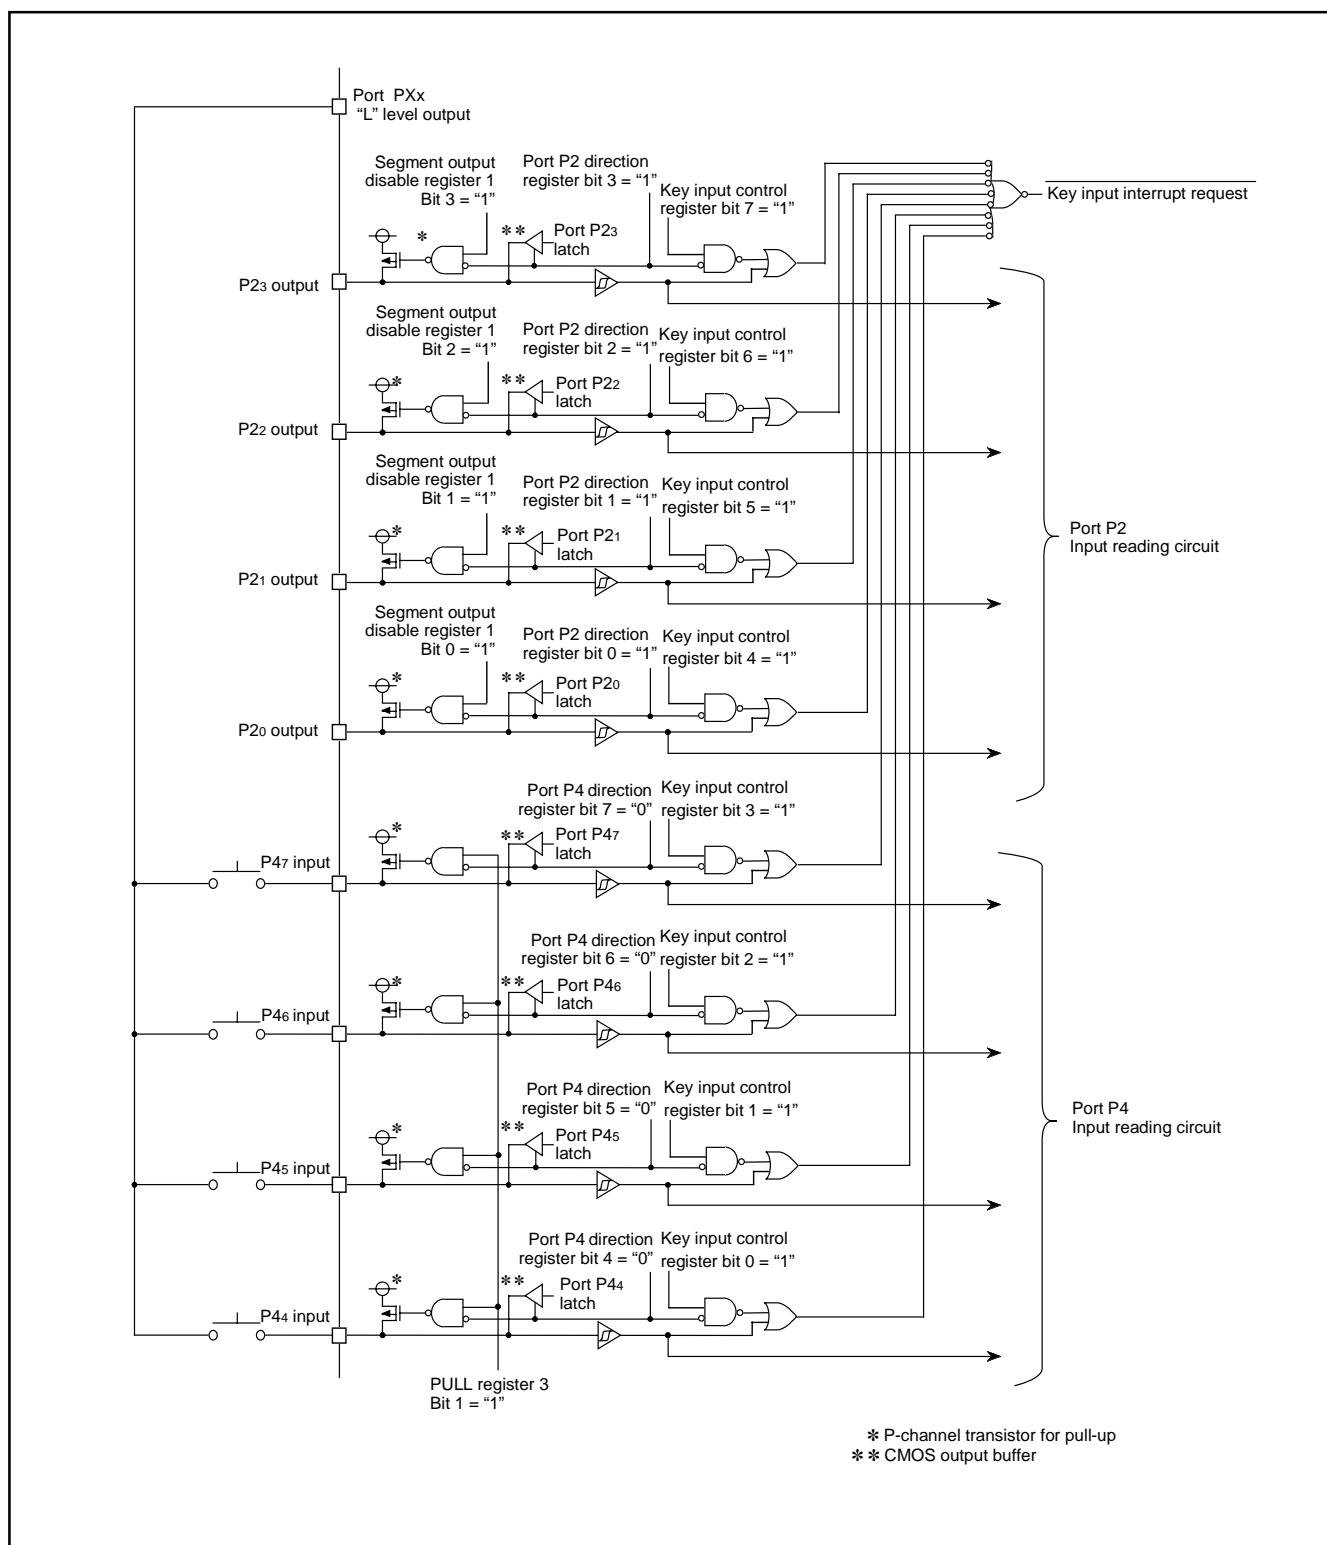 Port PXx
“L” level output
Segment output
disable register 1
Bit 3 = “1”
Port P2 direction
register bit 3 = “1”
Key input control
register bit 7 = “1”
Key input interrupt request
*
**
Port P23
latch
P23 output
Segment output
disable register 1
Bit 2 = “1”
Port P2 direction
register bit 2 = “1”
Key input control
register bit 6 = “1”
*
**
Port P22
latch
P22 output
Segment output
disable register 1
Bit 1 = “1”
Port P2 direction
register bit 1 = “1”
Key input control
register bit 5 = “1”
*
**
Port P21
latch
P21 output
Port P2
Input reading circuit
Segment output
disable register 1
Bit 0 = “1”
Port P2 direction
register bit 0 = “1”
Key input control
register bit 4 = “1”
*
**
Port P20
latch
P20 output
Port P4 direction
register bit 7 = “0”
Key input control
register bit 3 = “1”
*
**
Port P47
latch
P47 input
Port P4 direction
register bit 6 = “0”
Key input control
register bit 2 = “1”
*
**
Port P46
latch
P46 input
Port P4 direction
register bit 5 = “0”
Key input control
register bit 1 = “1”
*
**
Port P45
latch
P45 input
Port P4
Input reading circuit
Port P4 direction
register bit 4 = “0”
Key input control
register bit 0 = “1”
*
**
Port P44
latch
P44 input
PULL register 3
Bit 1 = “1”
* P-channel transistor for pull-up
** CMOS output buffer